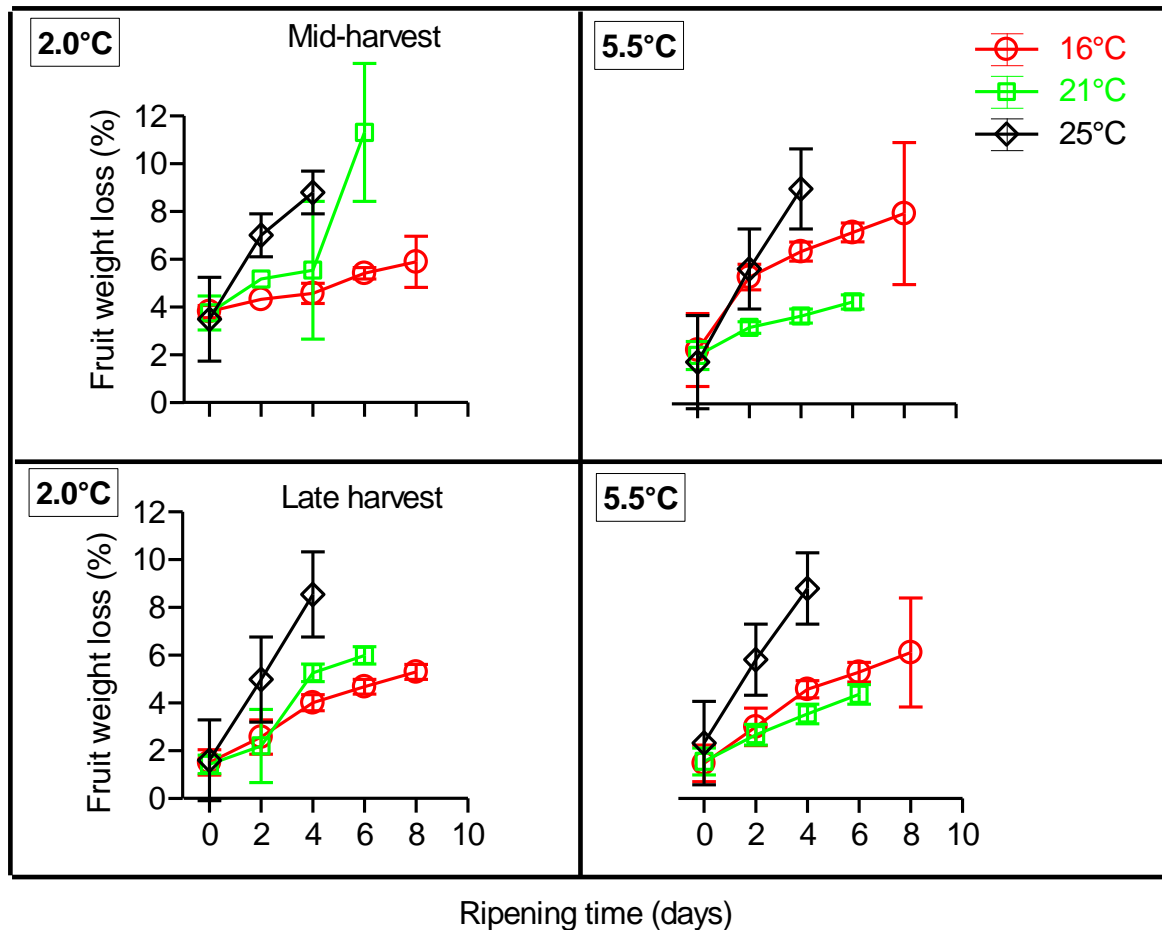 2.0°C
Mid-harvest
5.5°C
16°C
21°C
25°C
Fruit weight loss (%)
12
10
8
6
4
2
0
2.0°C
Late harvest
5.5°C
Fruit weight loss (%)
12
10
8
6
4
2
0
0 2 4 6 8 10
0 2 4 6 8 10
Ripening time (days)